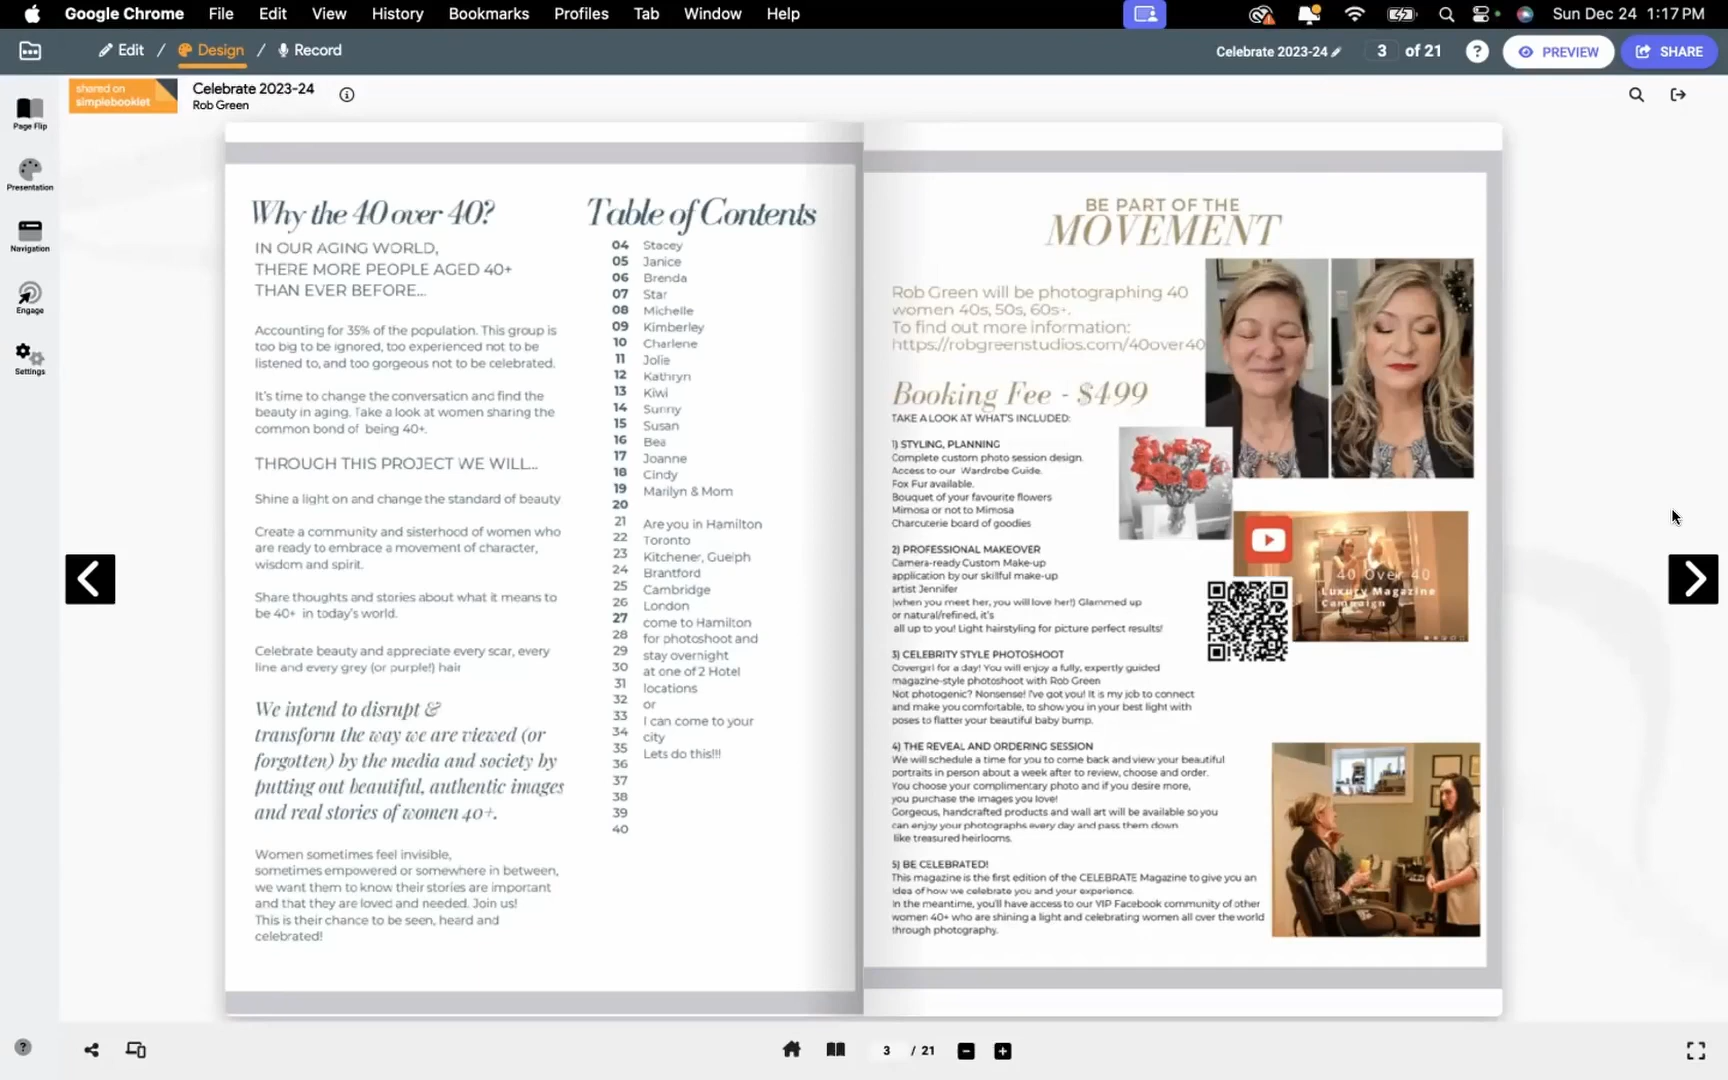 Google Chrome File Edit View History Bookmarks Profiles Tab Window Help Sun Dec 24 1:17 PM
Edit / Design / Record Celebrate 2023-24 3 of 21 ? PREVIEW SHARE
shared on
simplebooklet
Celebrate 2023-24
Rob Green
Page Flip
Presentation
Navigation
Engage
Settings
Why the 40 over 40?
IN OUR AGING WORLD,
THERE MORE PEOPLE AGED 40+
THAN EVER BEFORE...
Accounting for 35% of the population. This group is
too big to be ignored, too experienced not to be
listened to, and too gorgeous not to be celebrated.
It's time to change the conversation and find the
beauty in aging. Take a look at women sharing the
common bond of being 40+.
THROUGH THIS PROJECT WE WILL...
Shine a light on and change the standard of beauty
Create a community and sisterhood of women who
are ready to embrace a movement of character,
wisdom and spirit.
Share thoughts and stories about what it means to
be 40+ in today's world.
Celebrate beauty and appreciate every scar, every
line and every grey (or purple!) hair
We intend to disrupt &
transform the way we are viewed (or
forgotten) by the media and society by
putting out beautiful, authentic images
and real stories of women 40+.
Women sometimes feel invisible,
sometimes empowered or somewhere in between,
we want them to know their stories are important
and that they are loved and needed. Join us!
This is their chance to be seen, heard and
celebrated!
Table of Contents
04 Stacey
05 Janice
06 Brenda
07 Star
08 Michelle
09 Kimberley
10 Charlene
11 Jolie
12 Kathryn
13 Kiwi
14 Sunny
15 Susan
16 Bea
17 Joanne
18 Cindy
19 Marilyn & Mom
20
21 Are you in Hamilton
22 Toronto
23 Kitchener, Guelph
24 Brantford
25 Cambridge
26 London
27 come to Hamilton
28 for photoshoot and
29 stay overnight
30 at one of 2 Hotel
31 locations
32 or
33 I can come to your
34 city
35 Lets do this!!!
36
37
38
39
40
BE PART OF THE
MOVEMENT
Rob Green will be photographing 40
women 40s, 50s, 60s+.
To find out more information:
https://robgreenstudios.com/40over40
Booking Fee - $499
TAKE A LOOK AT WHAT'S INCLUDED:
1) STYLING, PLANNING
Complete custom photo session design.
Access to our Wardrobe Guide.
Fox Fur available.
Bouquet of your favourite flowers
Mimosa or not to Mimosa
Charcuterie board of goodies
2) PROFESSIONAL MAKEOVER
Camera-ready Custom Make-up
application by our skilful make-up
artist Jennifer
(when you meet her, you will love her!) Glammed up
or natural/refined, it's
all up to you! Light hairstyling for picture perfect results!
3) CELEBRITY STYLE PHOTOSHOOT
Covergirl for a day! You will enjoy a fully, expertly guided
magazine-style photoshoot with Rob Green
Not photogenic? Nonsense! I've got you! It is my job to connect
and make you comfortable, to show you in your best light with
poses to flatter your beautiful baby bump.
4) THE REVEAL AND ORDERING SESSION
We will schedule a time for you to come back and view your beautiful
portraits in person about a week after to review, choose and order.
You choose your complimentary photo and if you desire more,
you purchase the images you love!
Gorgeous, handcrafted products and wall art will be available so you
can enjoy your photographs every day and pass them down
like treasured heirlooms.
5) BE CELEBRATED!
This magazine is the first edition of the CELEBRATE Magazine to give you an
idea of how we celebrate you and your experience.
In the meantime, you'll have access to our VIP Facebook community of other
women 40+ who are shining a light and celebrating women all over the world
through photography.
40 Over 40
Luxury Magazine
Campaign
? 3 / 21